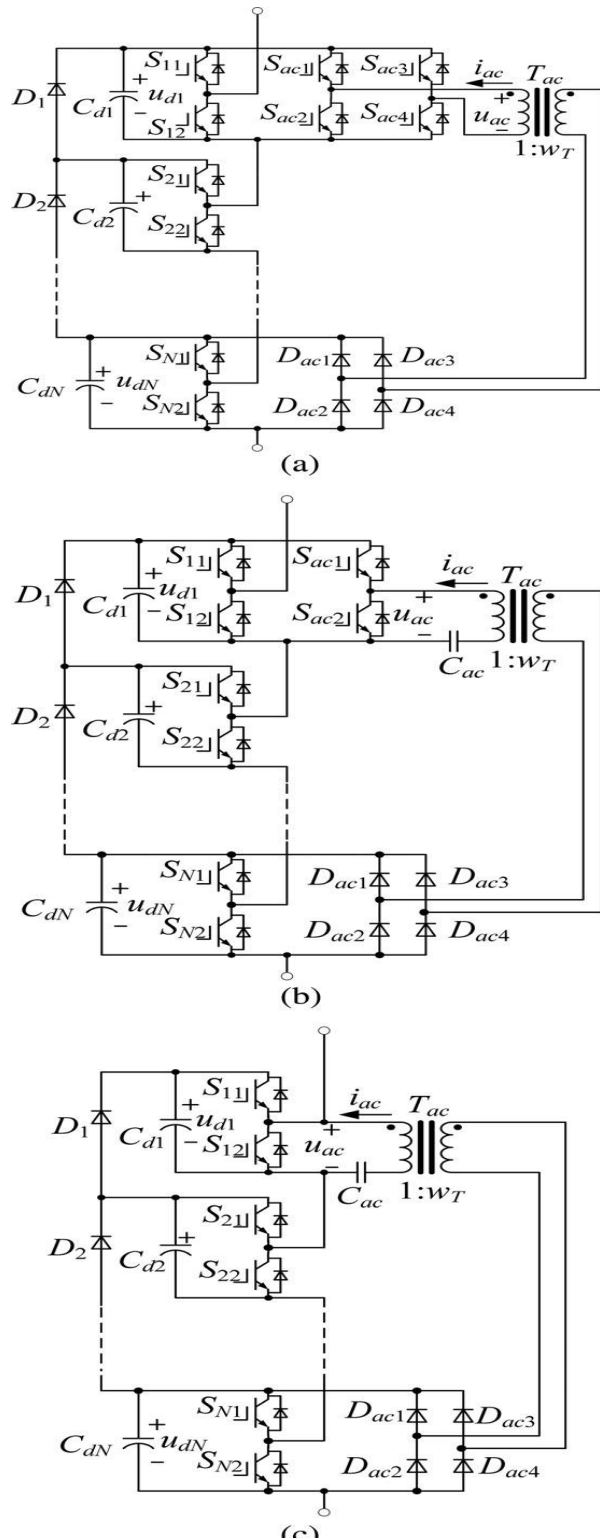 S11
Sac1 Sac3 iac Tac
D1 Cd1 + ud1 − S12 Sac2 Sac4 + uac −
1:wT
D2 Cd2 + S21
S22
SN1 Dac1 Dac3
CdN + udN − SN2 Dac2 Dac4
(a)
S11 Sac1 iac Tac
D1 Cd1 + ud1 − S12 Sac2 + uac −
Cac 1:wT
D2 Cd2 + S21
S22
SN1 Dac1 Dac3
CdN + udN − SN2 Dac2 Dac4
(b)
S11 iac Tac
D1 Cd1 + ud1 − S12 + uac −
Cac 1:wT
D2 Cd2 + S21
S22
SN1 Dac1 Dac3
CdN + udN − SN2 Dac2 Dac4
(c)